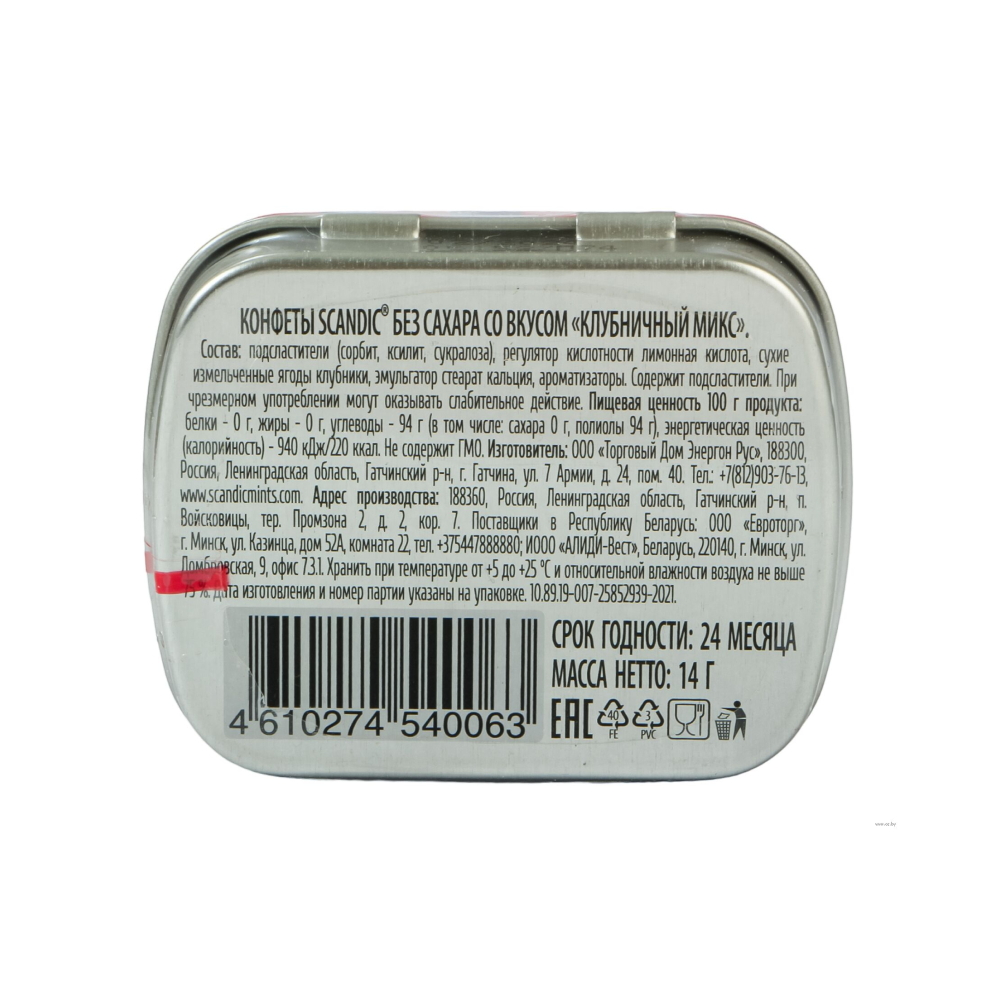 КОНФЕТЫ SCANDIC® БЕЗ САХАРА СО ВКУСОМ «КЛУБНИЧНЫЙ МИКС».
Состав: подсластители (сорбит, ксилит, сукралоза), регулятор кислотности лимонная кислота, сухие
измельченные ягоды клубники, эмульгатор стеарат кальция, ароматизаторы. Содержит подсластители. При
чрезмерном употреблении могут оказывать слабительное действие. Пищевая ценность 100 г продукта:
белки - 0 г, жиры - 0 г, углеводы - 94 г (в том числе: сахара 0 г, полиолы 94 г), энергетическая ценность
(калорийность) - 940 кДж/220 ккал. Не содержит ГМО. Изготовитель: ООО «Торговый Дом Энергон Рус», 188300,
Россия, Ленинградская область, Гатчинский р-н, г. Гатчина, ул. 7 Армии, д. 24, пом. 40. Тел.: +7(812)903-76-13,
www.scandicmints.com. Адрес производства: 188360, Россия, Ленинградская область, Гатчинский р-н, п.
Войсковицы, тер. Промзона 2, д. 2, кор. 7. Поставщики в Республику Беларусь: ООО «Евроторг»,
г. Минск, ул. Казинца, дом 52А, комната 22, тел. +375447888880; ИООО «АЛИДИ-Вест», Беларусь, 220140, г. Минск, ул.
Домбровская, 9, офис 7.3.1. Хранить при температуре от +5 до +25 °C и относительной влажности воздуха не выше
75 %. Дата изготовления и номер партии указаны на упаковке. 10.89.19-007-25852939-2021.
СРОК ГОДНОСТИ: 24 МЕСЯЦА
МАССА НЕТТО: 14 Г
EAC 40 FE 3 PVC
4 610274 540063